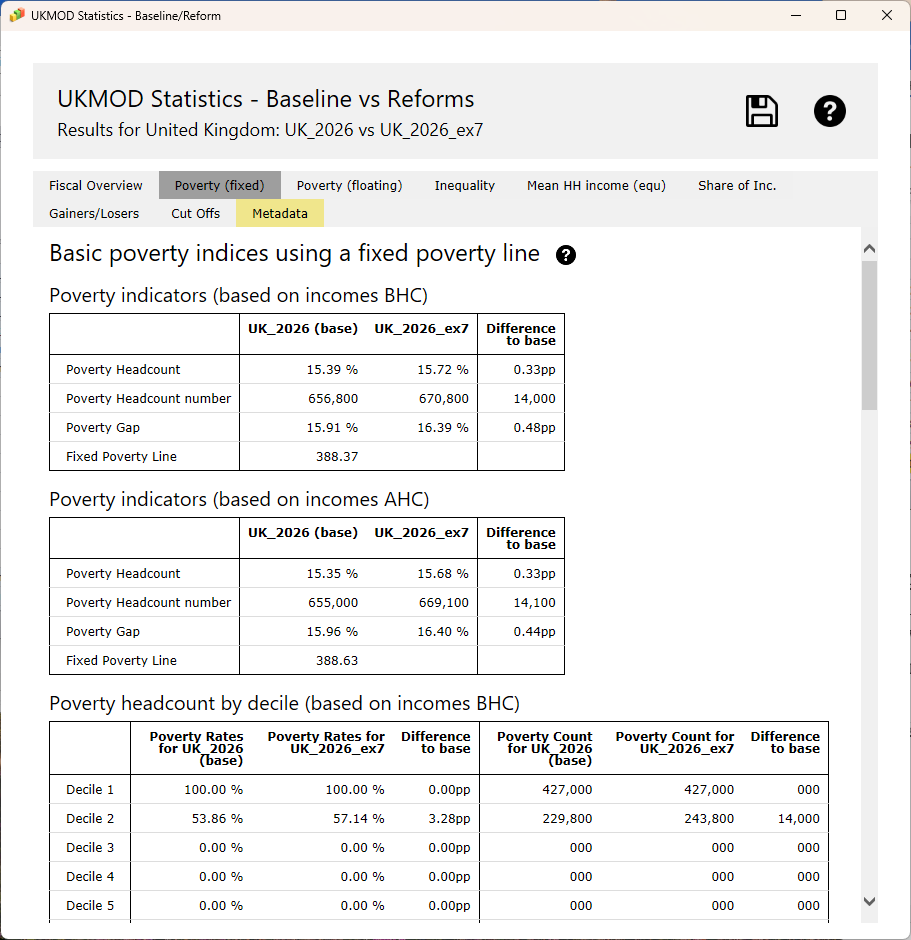 UKMOD Statistics - Baseline/Reform
UKMOD Statistics - Baseline vs Reforms
Results for United Kingdom: UK_2026 vs UK_2026_ex7
Fiscal Overview Poverty (fixed) Poverty (floating) Inequality Mean HH income (equ) Share of Inc.
Gainers/Losers Cut Offs Metadata
Basic poverty indices using a fixed poverty line ?
Poverty indicators (based on incomes BHC)
UK_2026 (base) UK_2026_ex7 Difference
to base
Poverty Headcount 15.39 % 15.72 % 0.33pp
Poverty Headcount number 656,800 670,800 14,000
Poverty Gap 15.91 % 16.39 % 0.48pp
Fixed Poverty Line 388.37
Poverty indicators (based on incomes AHC)
UK_2026 (base) UK_2026_ex7 Difference
to base
Poverty Headcount 15.35 % 15.68 % 0.33pp
Poverty Headcount number 655,000 669,100 14,100
Poverty Gap 15.96 % 16.40 % 0.44pp
Fixed Poverty Line 388.63
Poverty headcount by decile (based on incomes BHC)
Poverty Rates Poverty Rates for Difference Poverty Count Poverty Count for Difference
for UK_2026 UK_2026_ex7 to base for UK_2026 UK_2026_ex7 to base
(base) (base)
Decile 1 100.00 % 100.00 % 0.00pp 427,000 427,000 000
Decile 2 53.86 % 57.14 % 3.28pp 229,800 243,800 14,000
Decile 3 0.00 % 0.00 % 0.00pp 000 000 000
Decile 4 0.00 % 0.00 % 0.00pp 000 000 000
Decile 5 0.00 % 0.00 % 0.00pp 000 000 000